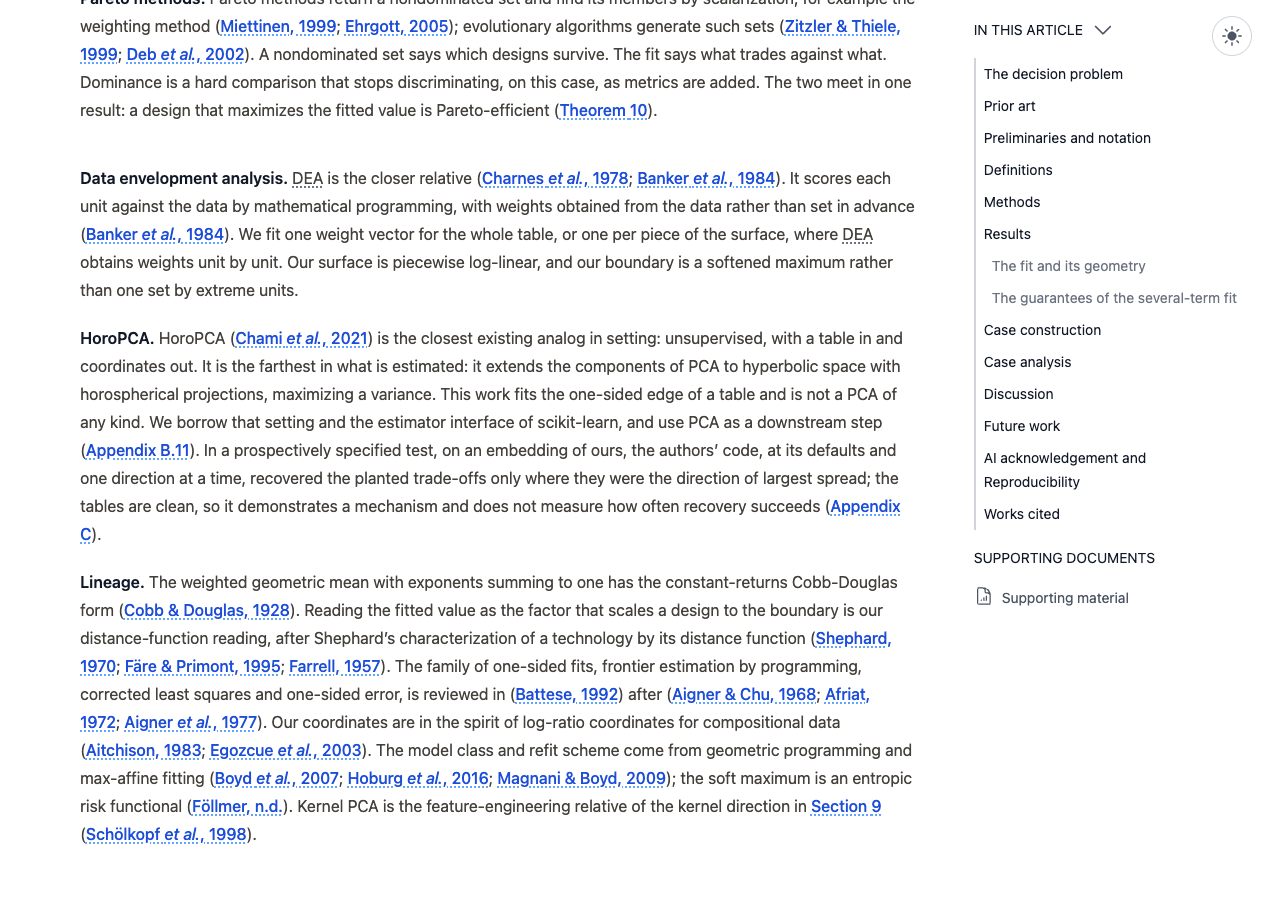 Pareto methods. Pareto methods return a nondominated set and find its members by scalarization, for example the
weighting method (Miettinen, 1999; Ehrgott, 2005); evolutionary algorithms generate such sets (Zitzler & Thiele,
1999; Deb et al., 2002). A nondominated set says which designs survive. The fit says what trades against what.
Dominance is a hard comparison that stops discriminating, on this case, as metrics are added. The two meet in one
result: a design that maximizes the fitted value is Pareto-efficient (Theorem 10).
Data envelopment analysis. DEA is the closer relative (Charnes et al., 1978; Banker et al., 1984). It scores each
unit against the data by mathematical programming, with weights obtained from the data rather than set in advance
(Banker et al., 1984). We fit one weight vector for the whole table, or one per piece of the surface, where DEA
obtains weights unit by unit. Our surface is piecewise log-linear, and our boundary is a softened maximum rather
than one set by extreme units.
HoroPCA. HoroPCA (Chami et al., 2021) is the closest existing analog in setting: unsupervised, with a table in and
coordinates out. It is the farthest in what is estimated: it extends the components of PCA to hyperbolic space with
horospherical projections, maximizing a variance. This work fits the one-sided edge of a table and is not a PCA of
any kind. We borrow that setting and the estimator interface of scikit-learn, and use PCA as a downstream step
(Appendix B.11). In a prospectively specified test, on an embedding of ours, the authors’ code, at its defaults and
one direction at a time, recovered the planted trade-offs only where they were the direction of largest spread; the
tables are clean, so it demonstrates a mechanism and does not measure how often recovery succeeds (Appendix
C).
Lineage. The weighted geometric mean with exponents summing to one has the constant-returns Cobb-Douglas
form (Cobb & Douglas, 1928). Reading the fitted value as the factor that scales a design to the boundary is our
distance-function reading, after Shephard’s characterization of a technology by its distance function (Shephard,
1970; Färe & Primont, 1995; Farrell, 1957). The family of one-sided fits, frontier estimation by programming,
corrected least squares and one-sided error, is reviewed in (Battese, 1992) after (Aigner & Chu, 1968; Afriat,
1972; Aigner et al., 1977). Our coordinates are in the spirit of log-ratio coordinates for compositional data
(Aitchison, 1983; Egozcue et al., 2003). The model class and refit scheme come from geometric programming and
max-affine fitting (Boyd et al., 2007; Hoburg et al., 2016; Magnani & Boyd, 2009); the soft maximum is an entropic
risk functional (Föllmer, n.d.). Kernel PCA is the feature-engineering relative of the kernel direction in Section 9
(Schölkopf et al., 1998).
IN THIS ARTICLE
The decision problem
Prior art
Preliminaries and notation
Definitions
Methods
Results
The fit and its geometry
The guarantees of the several-term fit
Case construction
Case analysis
Discussion
Future work
AI acknowledgement and
Reproducibility
Works cited
SUPPORTING DOCUMENTS
Supporting material